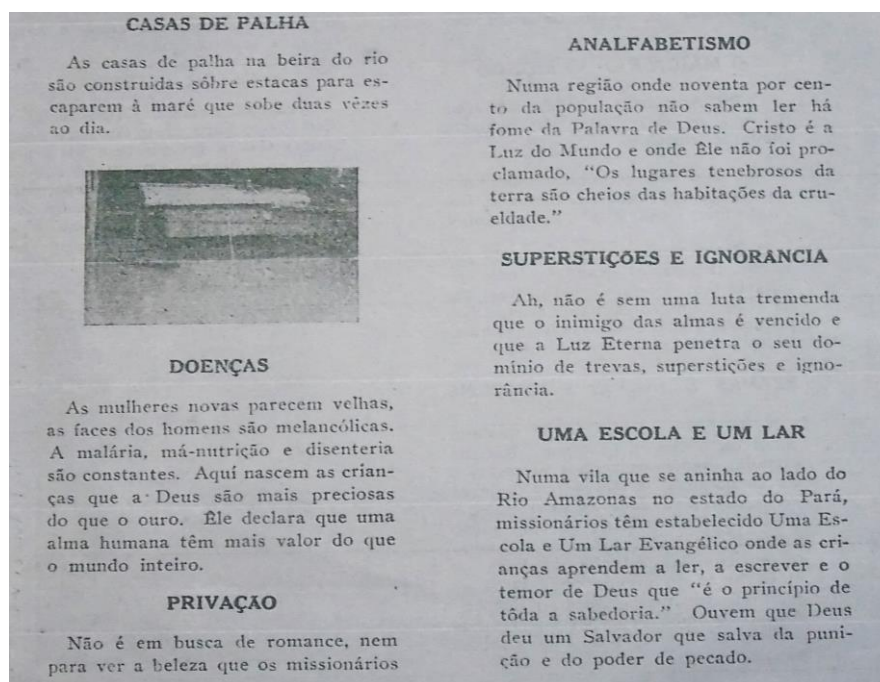 CASAS DE PALHA
As casas de palha na beira do rio
são construidas sôbre estacas para es-
caparem à maré que sobe duas vêzes
ao dia.
DOENÇAS
As mulheres novas parecem velhas,
as faces dos homens são melancólicas.
A malária, má-nutrição e disenteria
são constantes. Aquí nascem as crian-
ças que a Deus são mais preciosas
do que o ouro. Êle declara que uma
alma humana têm mais valor do que
o mundo inteiro.
PRIVAÇÃO
Não é em busca de romance, nem
para ver a beleza que os missionários
ANALFABETISMO
Numa região onde noventa por cen-
to da população não sabem ler há
fome da Palavra de Deus. Cristo é a
Luz do Mundo e onde Êle não foi pro-
clamado, “Os lugares tenebrosos da
terra são cheios das habitações da cru-
eldade.”
SUPERSTIÇÕES E IGNORANCIA
Ah, não é sem uma luta tremenda
que o inimigo das almas é vencido e
que a Luz Eterna penetra o seu do-
mínio de trevas, superstições e igno-
rância.
UMA ESCOLA E UM LAR
Numa vila que se aninha ao lado do
Rio Amazonas no estado do Pará,
missionários têm estabelecido Uma Es-
cola e Um Lar Evangélico onde as cri-
anças aprendem a ler, a escrever e o
temor de Deus que “é o princípio de
tôda a sabedoria.” Ouvem que Deus
deu um Salvador que salva da puni-
ção e do poder de pecado.